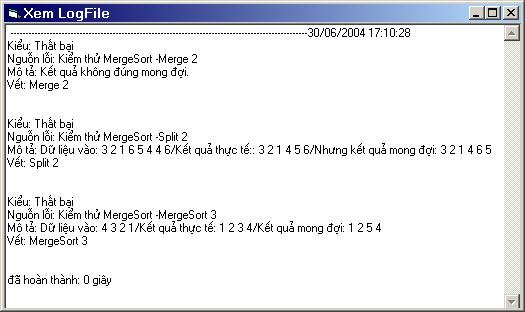 Xem LogFile
------------------------------------------------------------------------------------30/06/2004 17:10:28
Kiểu: Thất bại
Nguồn lỗi: Kiểm thử MergeSort -Merge 2
Mô tả: Kết quả không đúng mong đợi.
Vết: Merge 2
Kiểu: Thất bại
Nguồn lỗi: Kiểm thử MergeSort -Split 2
Mô tả: Dữ liệu vào: 3 2 1 6 5 4 4 6/Kết quả thực tế:: 3 2 1 4 5 6/Nhưng kết quả mong đợi: 3 2 1 4 6 5
Vết: Split 2
Kiểu: Thất bại
Nguồn lỗi: Kiểm thử MergeSort -MergeSort 3
Mô tả: Dữ liệu vào: 4 3 2 1/Kết quả thực tế: 1 2 3 4/Kết quả mong đợi: 1 2 5 4
Vết: MergeSort 3
đã hoàn thành: 0 giây